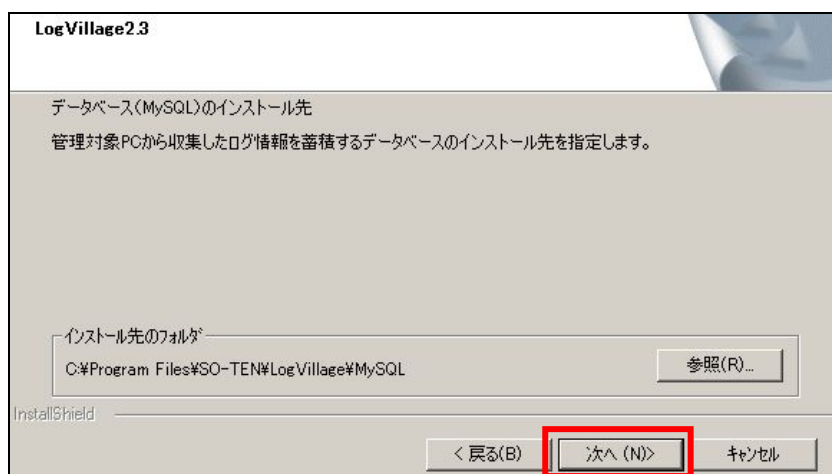 LogVillage2.3
データベース(MySQL)のインストール先
管理対象PCから収集したログ情報を蓄積するデータベースのインストール先を指定します。
インストール先のフォルダ
C:¥Program Files¥SO-TEN¥LogVillage¥MySQL
参照(R)...
InstallShield
< 戻る(B)
次へ (N)>
キャンセル